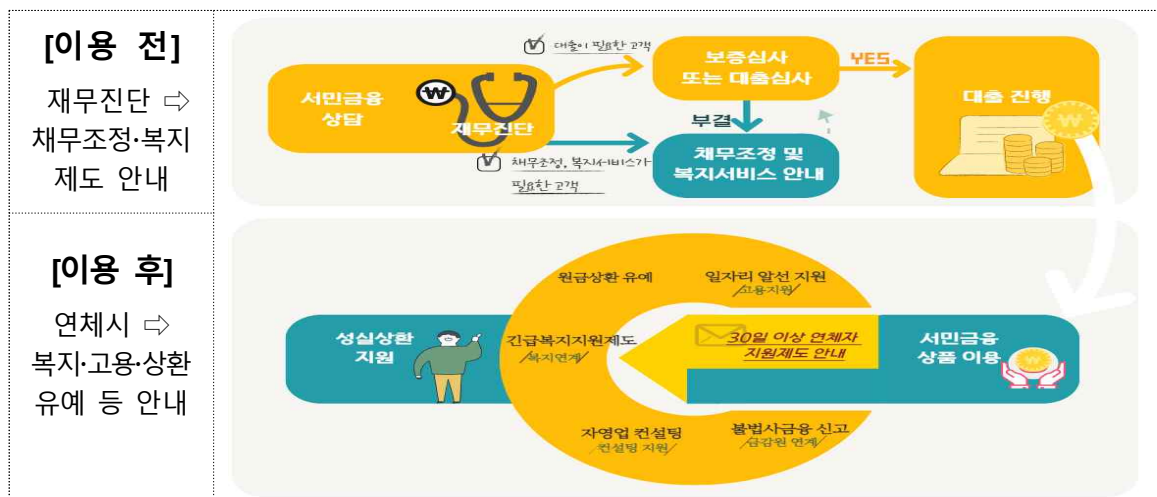 [이용 전]
재무진단 ⇨
채무조정·복지
제도 안내
서민금융
상담
재무진단
대출이 필요한 고객
채무조정, 복지서비스가
필요한 고객
보증심사
또는 대출심사
YES
부결
채무조정 및
복지서비스 안내
대출 진행
[이용 후]
연체시 ⇨
복지·고용·상환
유예 등 안내
성실상환
지원
원금상환 유예
일자리 알선 지원
/고용지원/
긴급복지지원제도
/복지연계/
30일 이상 연체자
지원제도 안내
서민금융
상품 이용
자영업 컨설팅
/컨설팅 지원/
불법사금융 신고
/금감원 연계/